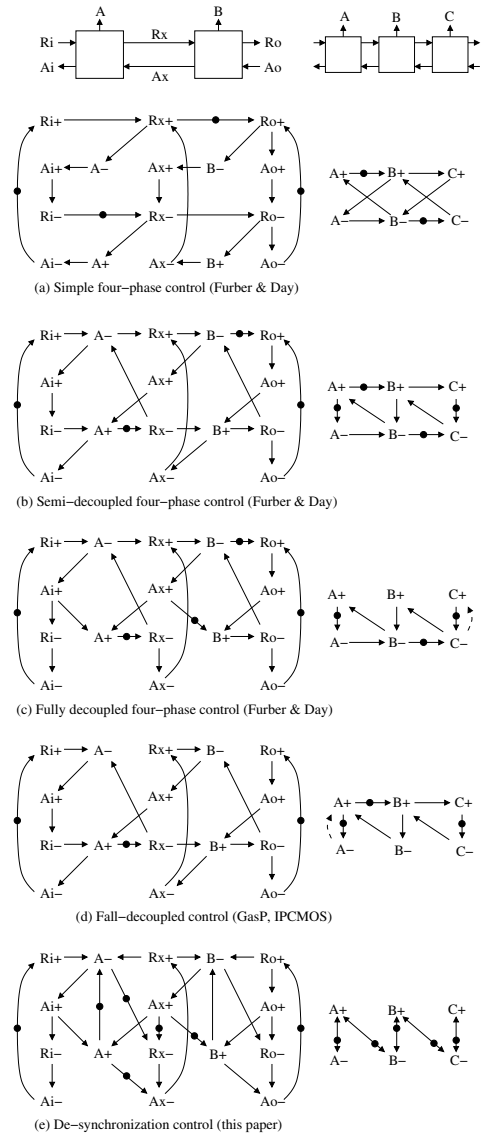 A B A B C
Ri Rx Ro
Ai Ax Ao
Ri+ Rx+ Ro+
Ai+ A− Ax+ B− Ao+
Ri− Rx− Ro−
Ai− A+ Ax− B+ Ao−
A+ B+ C+
A− B− C−
(a) Simple four−phase control (Furber & Day)
Ri+ A− Rx+ B− Ro+
Ai+ Ax+ Ao+
Ri− A+ Rx− B+ Ro−
Ai− Ax− Ao−
A+ B+ C+
A− B− C−
(b) Semi−decoupled four−phase control (Furber & Day)
Ri+ A− Rx+ B− Ro+
Ai+ Ax+ Ao+
Ri− A+ Rx− B+ Ro−
Ai− Ax− Ao−
A+ B+ C+
A− B− C−
(c) Fully decoupled four−phase control (Furber & Day)
Ri+ A− Rx+ B− Ro+
Ai+ Ax+ Ao+
Ri− A+ Rx− B+ Ro−
Ai− Ax− Ao−
A+ B+ C+
A− B− C−
(d) Fall−decoupled control (GasP, IPCMOS)
Ri+ A− Rx+ B− Ro+
Ai+ Ax+ Ao+
Ri− A+ Rx− B+ Ro−
Ai− Ax− Ao−
A+ B+ C+
A− B− C−
(e) De−synchronization control (this paper)